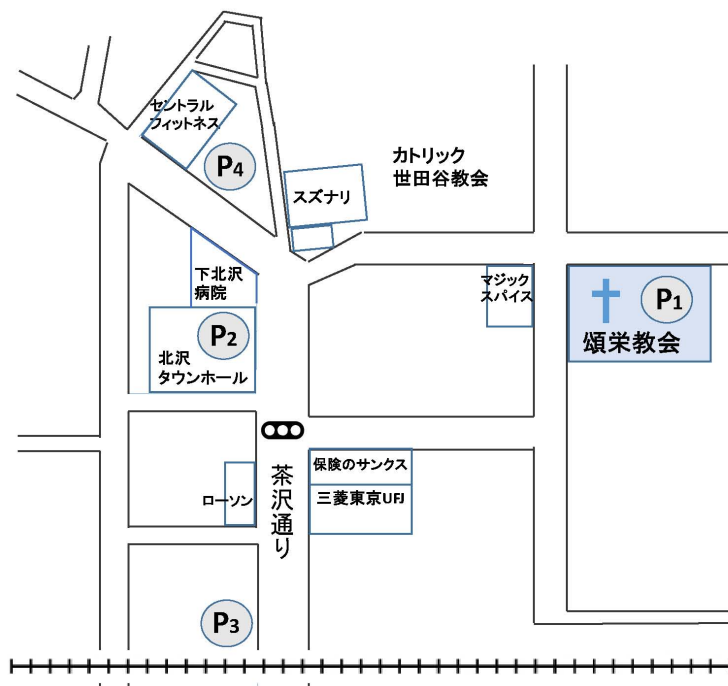 セントラル
フィットネス
P4
スズナリ
カトリック
世田谷教会
下北沢
病院
マジック
スパイス
P1
頌栄教会
P2
北沢
タウンホール
保険のサンクス
三菱東京UFJ
ローソン
茶沢通り
P3